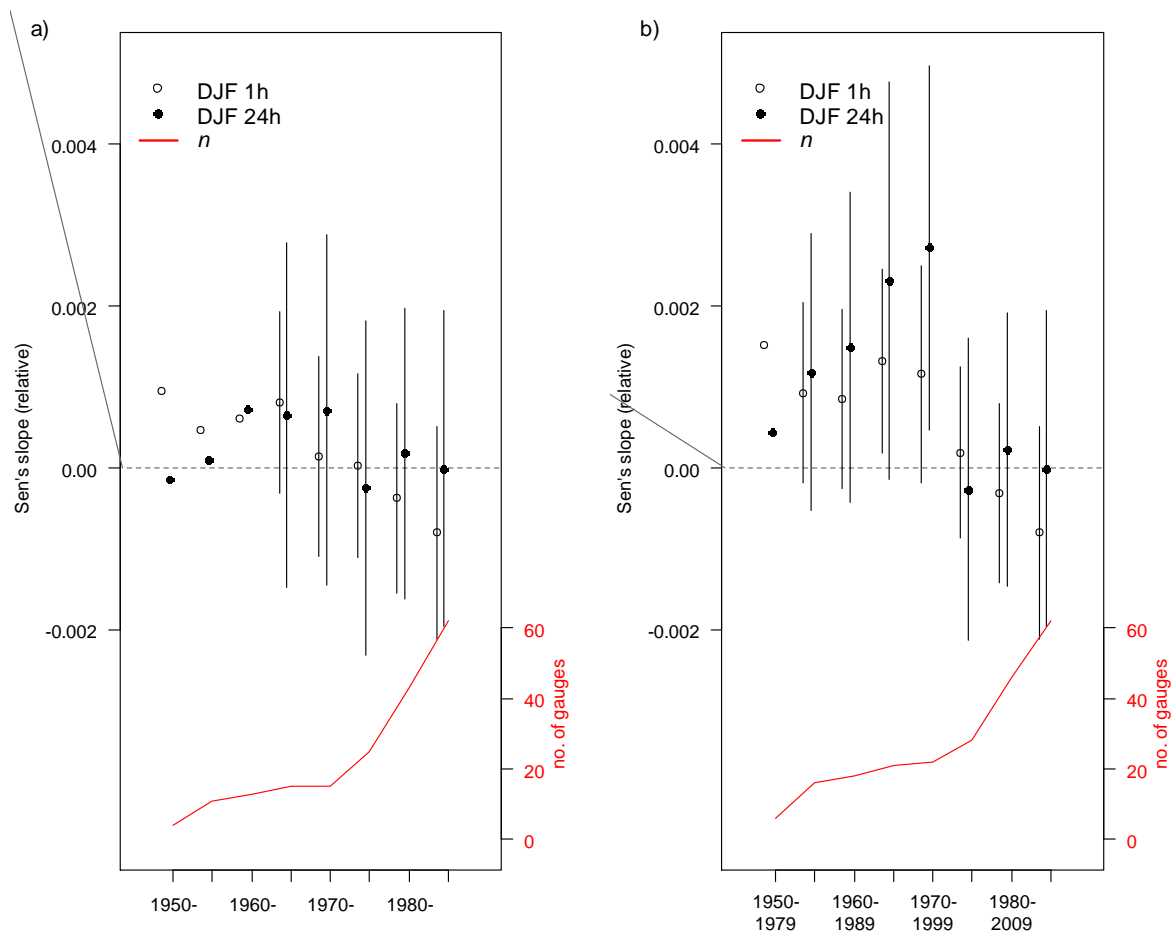 a)
DJF 1h
DJF 24h
n
0.004
0.002
0.00
-0.002
Sen's slope (relative)
60
40
20
0
no. of gauges
1950-
1960-
1970-
1980-
b)
DJF 1h
DJF 24h
n
0.004
0.002
0.00
-0.002
Sen's slope (relative)
60
40
20
0
no. of gauges
1950-
1979
1960-
1989
1970-
1999
1980-
2009